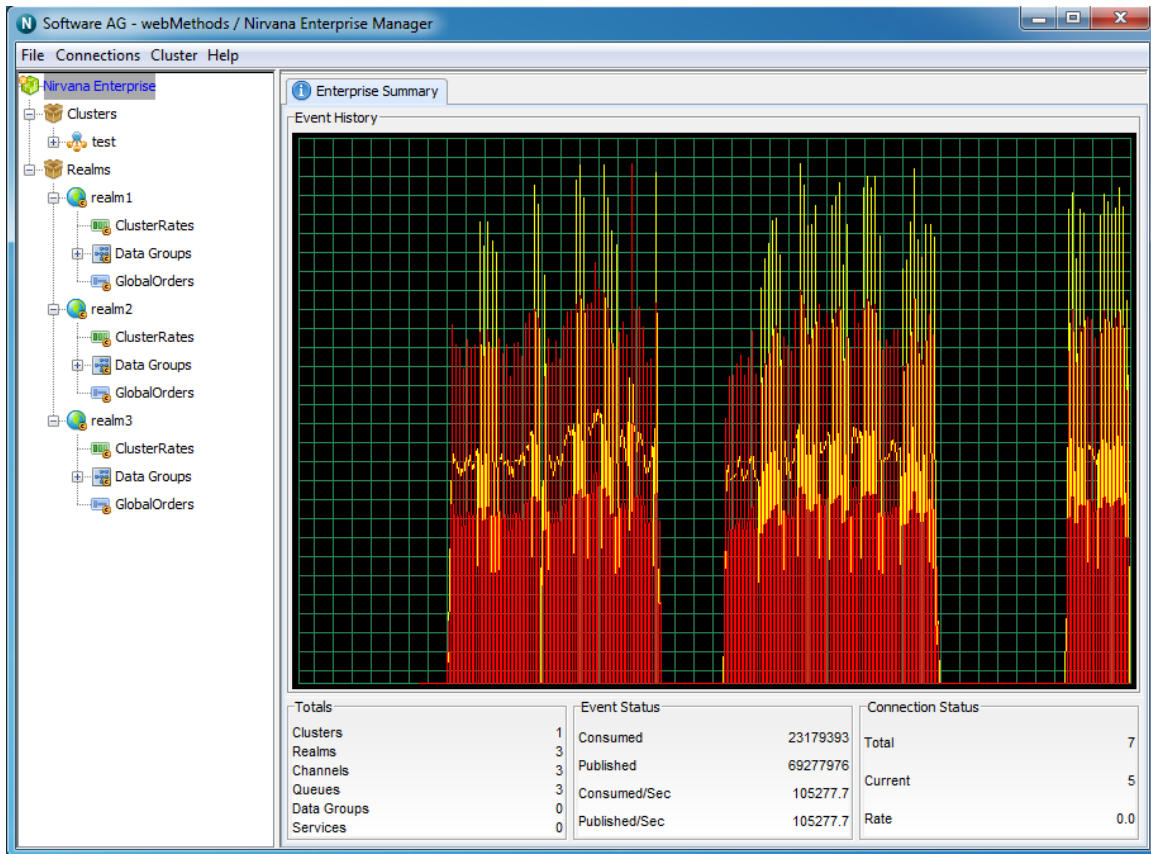 N Software AG - webMethods / Nirvana Enterprise Manager
File Connections Cluster Help
Nirvana Enterprise
Clusters
test
Realms
realm1
ClusterRates
Data Groups
GlobalOrders
realm2
ClusterRates
Data Groups
GlobalOrders
realm3
ClusterRates
Data Groups
GlobalOrders
Enterprise Summary
Event History
Totals
Clusters 1
Realms 3
Channels 3
Queues 3
Data Groups 0
Services 0
Event Status
Consumed 23179393
Published 69277976
Consumed/Sec 105277.7
Published/Sec 105277.7
Connection Status
Total 7
Current 5
Rate 0.0